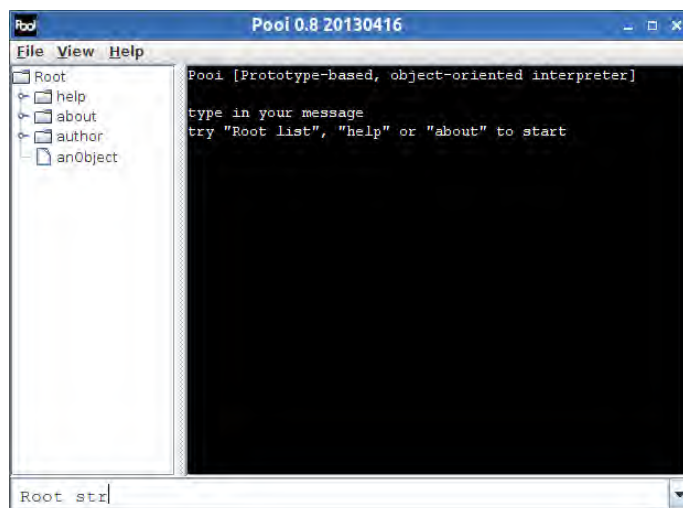 Pooi
Pooi 0.8 20130416
File View Help
Root
help
about
author
anObject
Pooi [Prototype-based, object-oriented interpreter]
type in your message
try "Root list", "help" or "about" to start
Root str